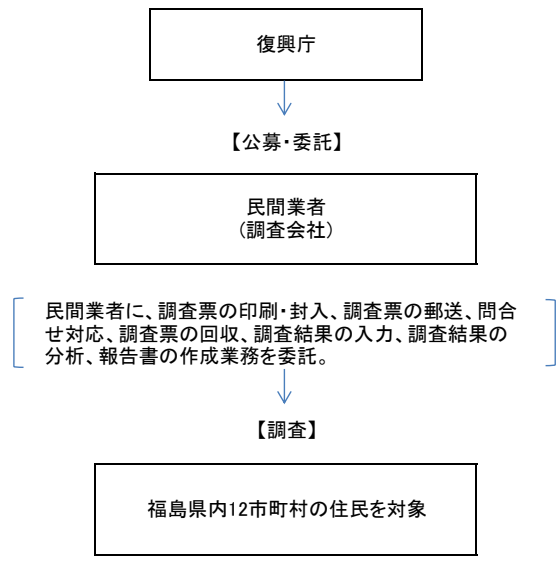 復興庁
【公募・委託】
民間業者
(調査会社)
民間業者に、調査票の印刷・封入、調査票の郵送、問合
せ対応、調査票の回収、調査結果の入力、調査結果の
分析、報告書の作成業務を委託。
【調査】
福島県内12市町村の住民を対象